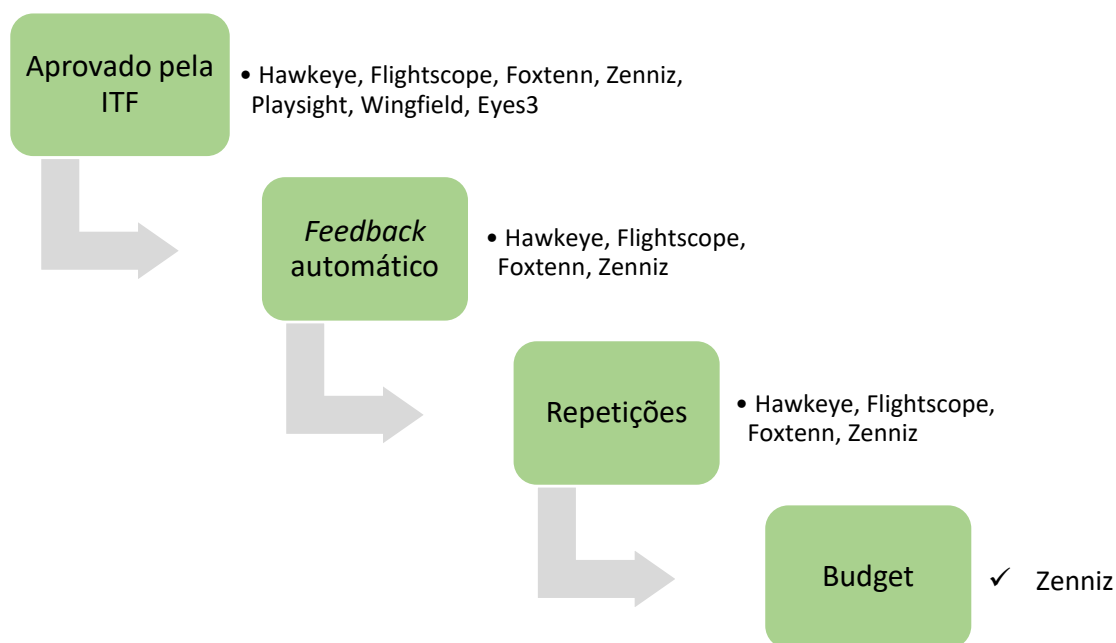 Aprovado pela
ITF
• Hawkeye, Flightscope, Foxtenn, Zenniz,
Playsight, Wingfield, Eyes3
Feedback
automático
• Hawkeye, Flightscope,
Foxtenn, Zenniz
Repetições
• Hawkeye, Flightscope,
Foxtenn, Zenniz
Budget
✓ Zenniz